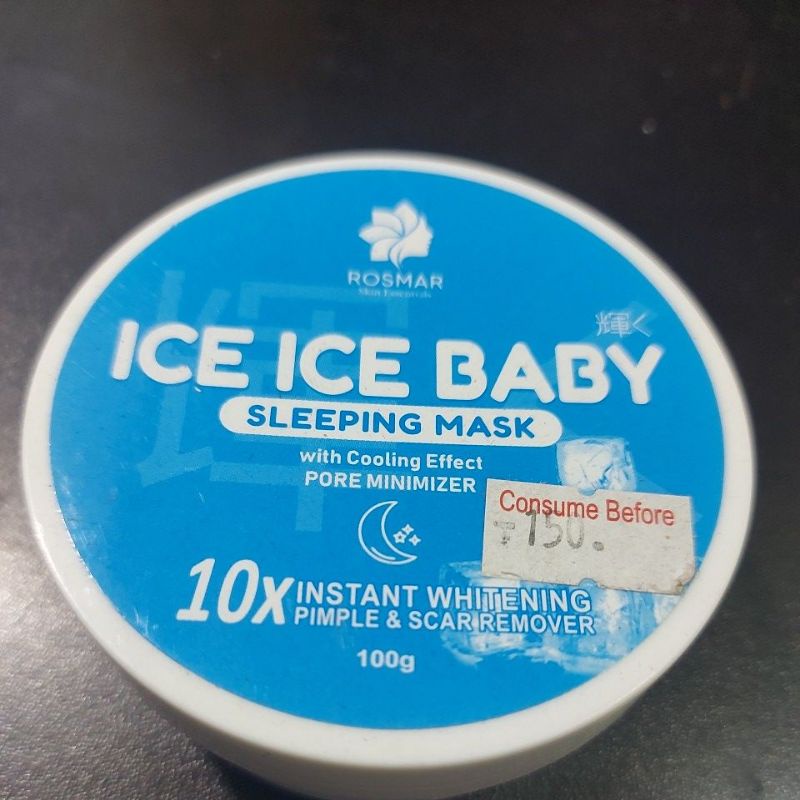 ROSMAR
Skin Essentials
輝く
ICE ICE BABY
SLEEPING MASK
with Cooling Effect
PORE MINIMIZER
Consume Before
₱150.
10x INSTANT WHITENING
PIMPLE & SCAR REMOVER
100g